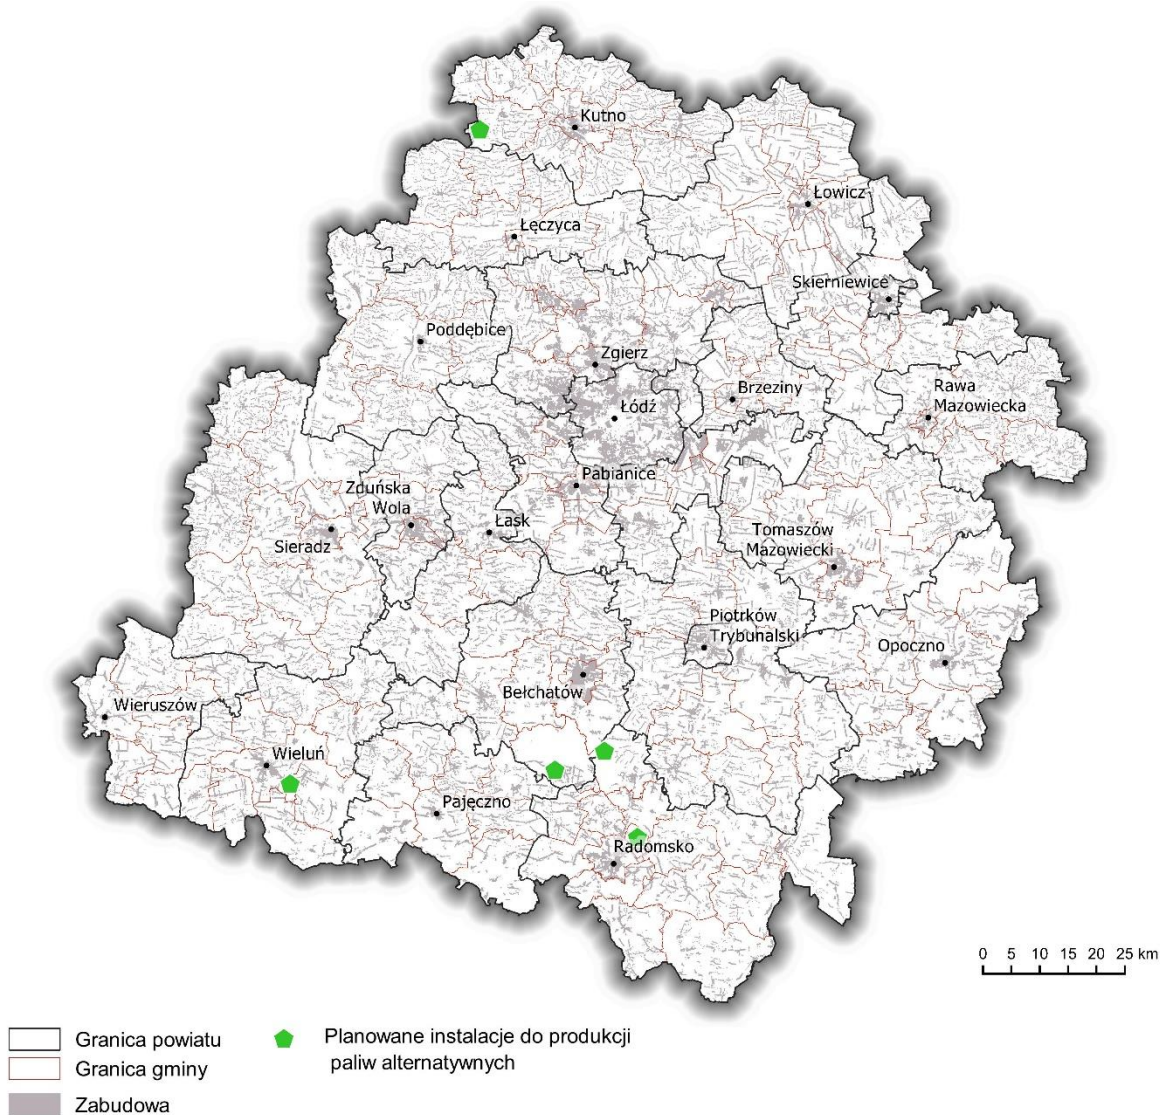 Kutno
Łowicz
Łęczyca
Skierniewice
Poddębice
Zgierz
Brzeziny
Rawa
Mazowiecka
Łódź
Pabianice
Zduńska
Wola
Łask
Sieradz
Tomaszów
Mazowiecki
Piotrków
Trybunalski
Opoczno
Bełchatów
Wieruszów
Wieluń
Pajęczno
Radomsko
0 5 10 15 20 25 km
Granica powiatu
Granica gminy
Zabudowa
Planowane instalacje do produkcji
paliw alternatywnych